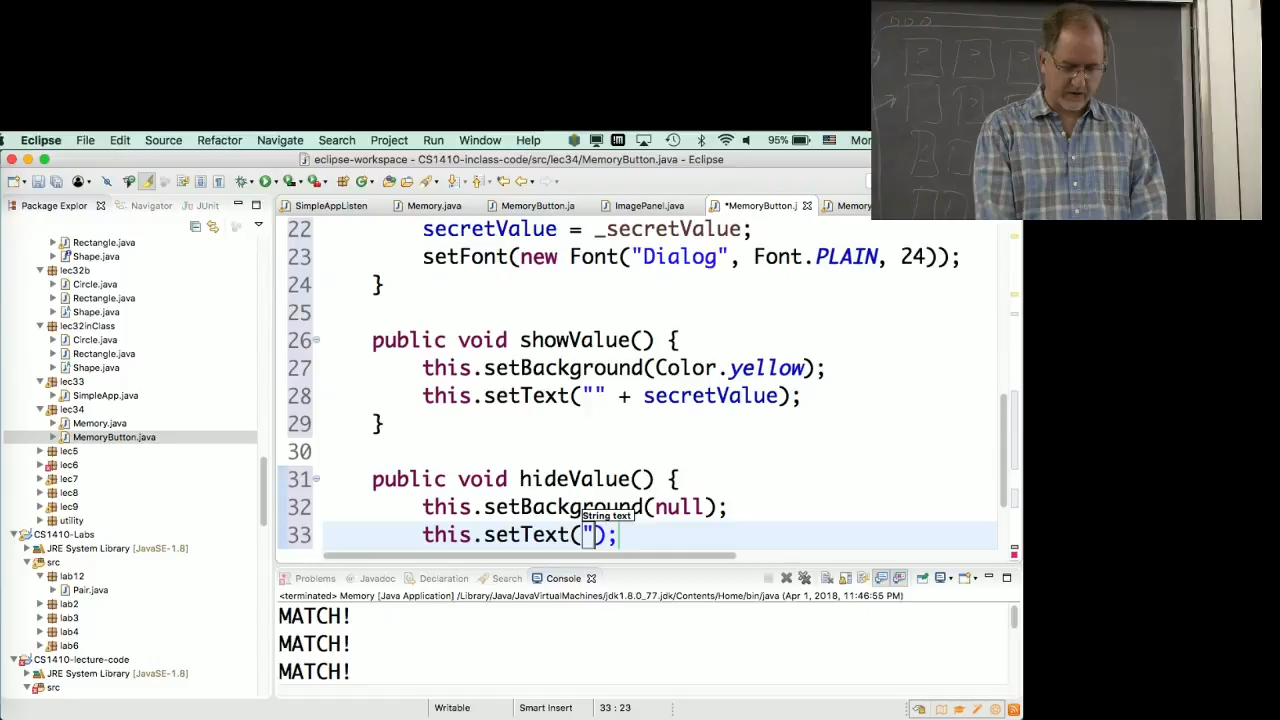 Eclipse File Edit Source Refactor Navigate Search Project Run Window Help 95% Mo
eclipse-workspace - CS1410-inclass-code/src/lec34/MemoryButton.java - Eclipse
Package Explor Navigator JUnit
SimpleAppListen Memory.java MemoryButton.ja ImagePanel.java *MemoryButton.j Memory
Rectangle.java
Shape.java
lec32b
Circle.java
Rectangle.java
Shape.java
lec32inClass
Circle.java
Rectangle.java
Shape.java
lec33
SimpleApp.java
lec34
Memory.java
MemoryButton.java
lec5
lec6
lec7
lec8
lec9
utility
CS1410-Labs
JRE System Library [JavaSE-1.8]
src
lab12
Pair.java
lab2
lab3
lab4
lab6
CS1410-lecture-code
JRE System Library [JavaSE-1.8]
src
22 secretValue = _secretValue;
23 setFont(new Font("Dialog", Font.PLAIN, 24));
24 }
25
26 public void showValue() {
27 this.setBackground(Color.yellow);
28 this.setText("" + secretValue);
29 }
30
31 public void hideValue() {
32 this.setBackground(null);
String text
33 this.setText(");
Problems Javadoc Declaration Search Console
<terminated> Memory [Java Application] /Library/Java/JavaVirtualMachines/jdk1.8.0_77.jdk/Contents/Home/bin/java (Apr 1, 2018, 11:46:55 PM)
MATCH!
MATCH!
MATCH!
Writable Smart Insert 33 : 23